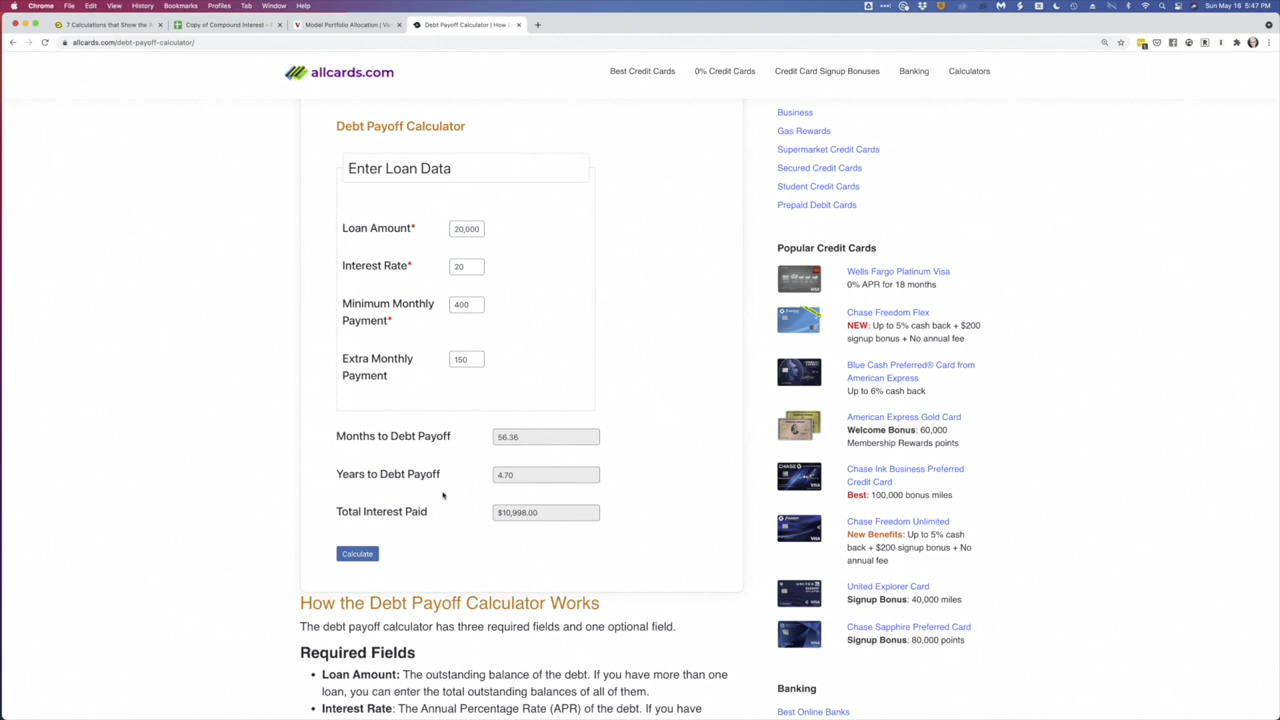 Chrome File Edit View History Bookmarks Profiles Tab Window Help
Sun May 16 5:47 PM
7 Calculations that Show the
Copy of Compound Interest -
Model Portfolio Allocation | Va
Debt Payoff Calculator | How L
allcards.com/debt-payoff-calculator/
allcards.com
Best Credit Cards
0% Credit Cards
Credit Card Signup Bonuses
Banking
Calculators
Debt Payoff Calculator
Enter Loan Data
Loan Amount*
20,000
Interest Rate*
20
Minimum Monthly
Payment*
400
Extra Monthly
Payment
150
Months to Debt Payoff
56.36
Years to Debt Payoff
4.70
Total Interest Paid
$10,998.00
Calculate
How the Debt Payoff Calculator Works
The debt payoff calculator has three required fields and one optional field.
Required Fields
• Loan Amount: The outstanding balance of the debt. If you have more than one
loan, you can enter the total outstanding balances of all of them.
• Interest Rate: The Annual Percentage Rate (APR) of the debt. If you have
Business
Gas Rewards
Supermarket Credit Cards
Secured Credit Cards
Student Credit Cards
Prepaid Debit Cards
Popular Credit Cards
Wells Fargo Platinum Visa
0% APR for 18 months
Chase Freedom Flex
NEW: Up to 5% cash back + $200
signup bonus + No annual fee
Blue Cash Preferred® Card from
American Express
Up to 6% cash back
American Express Gold Card
Welcome Bonus: 60,000
Membership Rewards points
Chase Ink Business Preferred
Credit Card
Best: 100,000 bonus miles
Chase Freedom Unlimited
New Benefits: Up to 5% cash
back + $200 signup bonus + No
annual fee
United Explorer Card
Signup Bonus: 40,000 miles
Chase Sapphire Preferred Card
Signup Bonus: 80,000 points
Banking
Best Online Banks